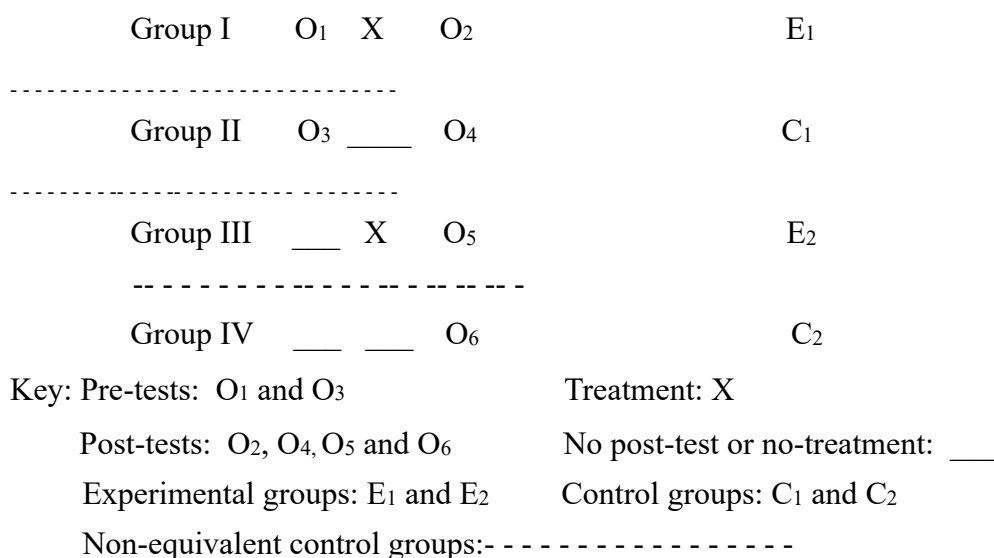 Group I O₁ X O₂ E₁
- - - - - - - - - - - - - - - - - - - - - - - - - - - - - - -
Group II O₃ ____ O₄ C₁
- - - - - - - - - -- - - - -- - - - - - - - - - - - - - - - - - -
Group III ___ X O₅ E₂
-- - - - - - - - -- - - - -- - -- -- -- -
Group IV ___ ___ O₆ C₂
Key: Pre-tests: O₁ and O₃ Treatment: X
Post-tests: O₂, O₄, O₅ and O₆ No post-test or no-treatment: ___
Experimental groups: E₁ and E₂ Control groups: C₁ and C₂
Non-equivalent control groups:- - - - - - - - - - - - - - - - -